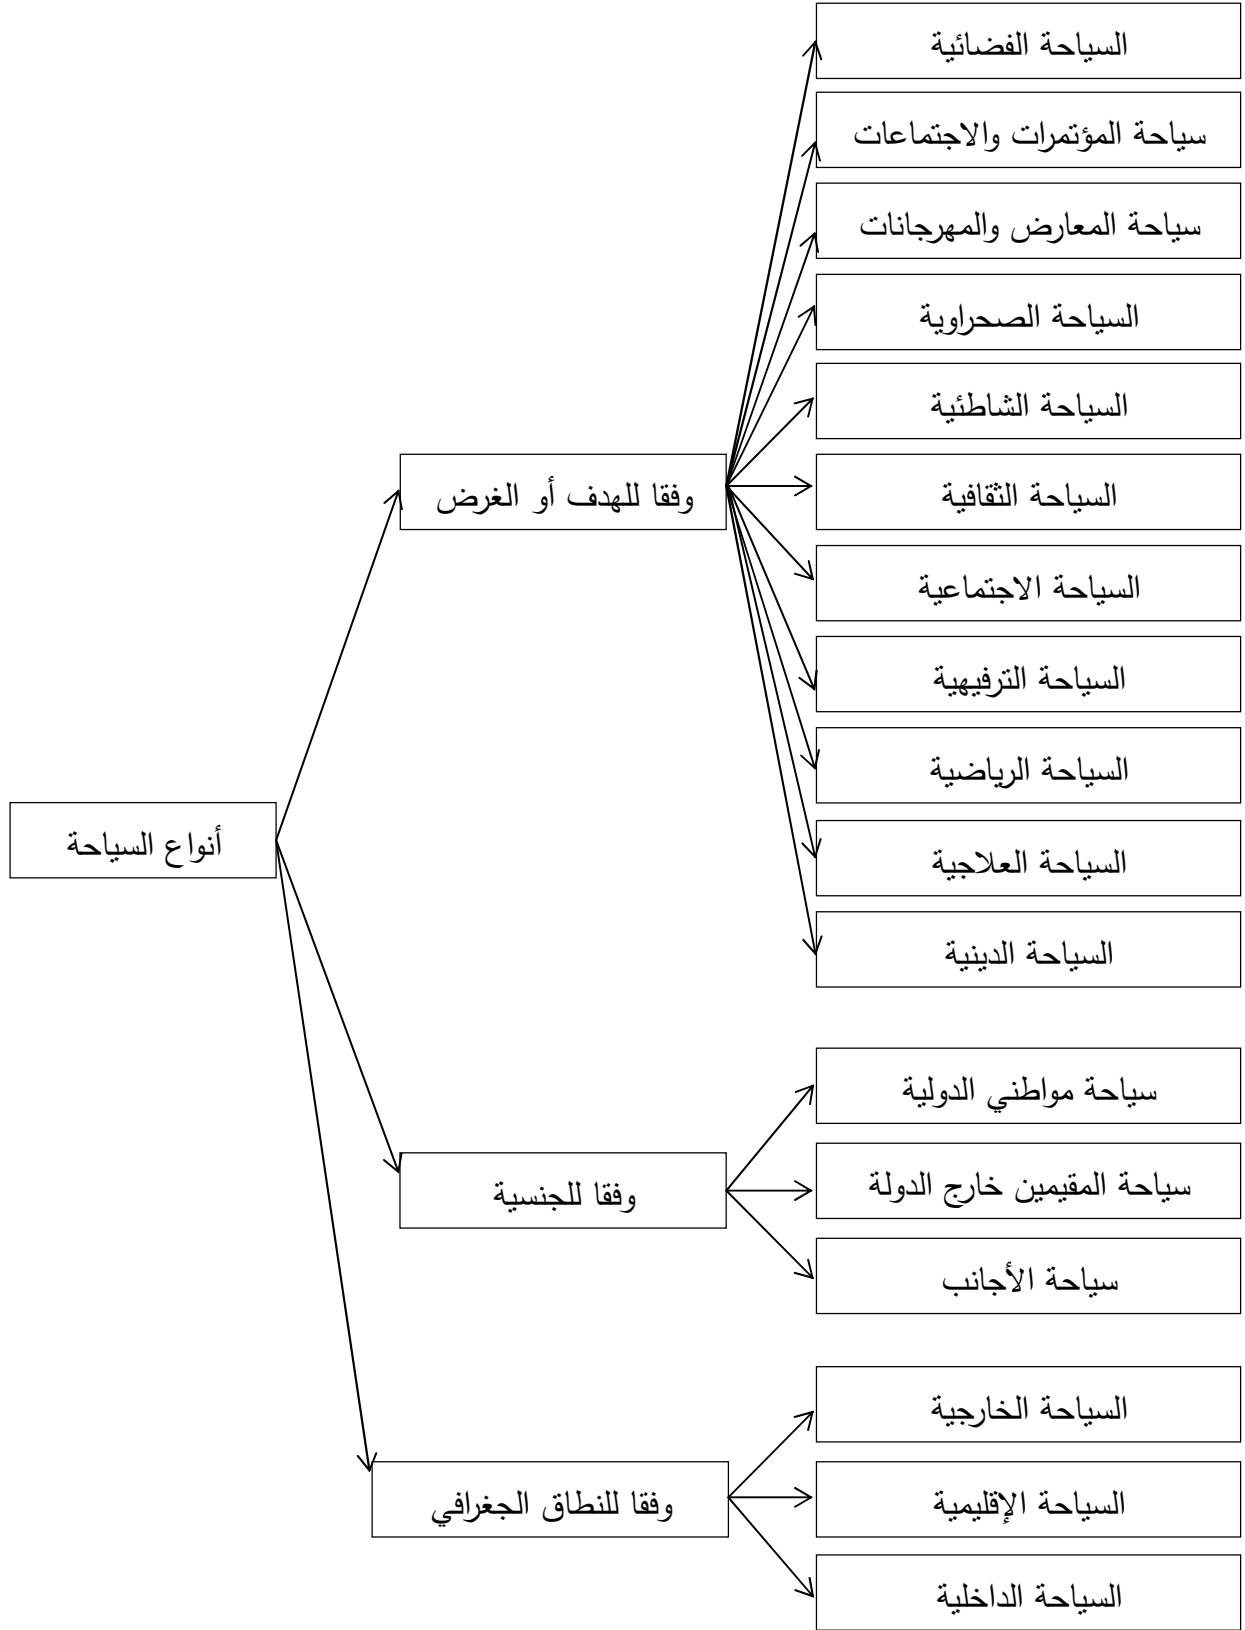 السياحة الفضائية
سياحة المؤتمرات والاجتماعات
سياحة المعارض والمهرجانات
السياحة الصحراوية
السياحة الشاطئية
وفقا للهدف أو الغرض
السياحة الثقافية
السياحة الاجتماعية
السياحة الترفيهية
السياحة الرياضية
أنواع السياحة
السياحة العلاجية
السياحة الدينية
سياحة مواطني الدولية
وفقا للجنسية
سياحة المقيمين خارج الدولة
سياحة الأجانب
السياحة الخارجية
وفقا للنطاق الجغرافي
السياحة الإقليمية
السياحة الداخلية